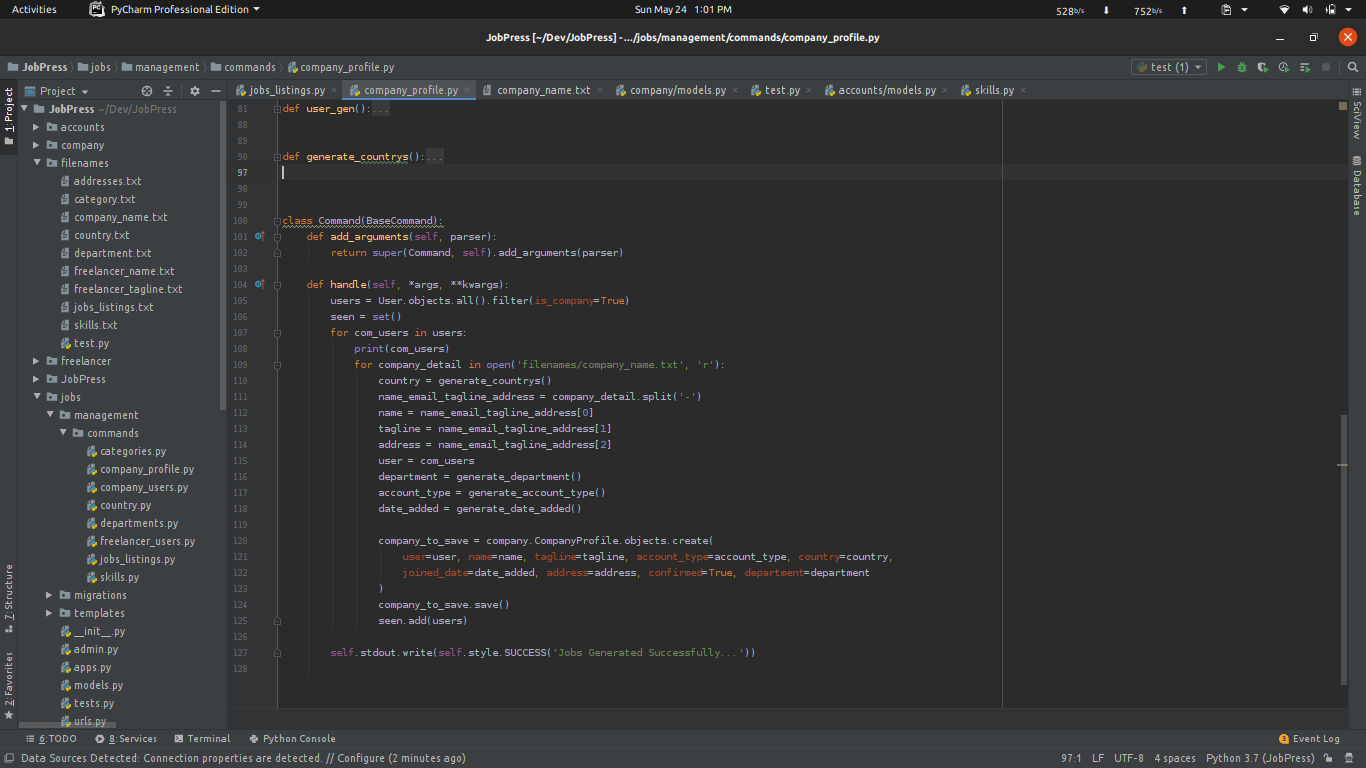 Activities PyCharm Professional Edition Sun May 24 1:01 PM 528b/s 752b/s
JobPress [~/Dev/JobPress] - .../jobs/management/commands/company_profile.py
JobPress jobs management commands company_profile.py test (1)
Project
jobs_listings.py company_profile.py company_name.txt company/models.py test.py accounts/models.py skills.py
1: Project
7: Structure
2: Favorites
JobPress ~/Dev/JobPress
accounts
company
filenames
addresses.txt
category.txt
company_name.txt
country.txt
department.txt
freelancer_name.txt
freelancer_tagline.txt
jobs_listings.txt
skills.txt
test.py
freelancer
JobPress
jobs
management
commands
categories.py
company_profile.py
company_users.py
country.py
departments.py
freelancer_users.py
jobs_listings.py
skills.py
migrations
templates
__init__.py
admin.py
apps.py
models.py
tests.py
urls.py
81 def user_gen():...
88
89
90 def generate_countrys():...
97
98
99
100 class Command(BaseCommand):
101 def add_arguments(self, parser):
102 return super(Command, self).add_arguments(parser)
103
104 def handle(self, *args, **kwargs):
105 users = User.objects.all().filter(is_company=True)
106 seen = set()
107 for com_users in users:
108 print(com_users)
109 for company_detail in open('filenames/company_name.txt', 'r'):
110 country = generate_countrys()
111 name_email_tagline_address = company_detail.split('-')
112 name = name_email_tagline_address[0]
113 tagline = name_email_tagline_address[1]
114 address = name_email_tagline_address[2]
115 user = com_users
116 department = generate_department()
117 account_type = generate_account_type()
118 date_added = generate_date_added()
119
120 company_to_save = company.CompanyProfile.objects.create(
121 user=user, name=name, tagline=tagline, account_type=account_type, country=country,
122 joined_date=date_added, address=address, confirmed=True, department=department
123 )
124 company_to_save.save()
125 seen.add(users)
126
127 self.stdout.write(self.style.SUCCESS('Jobs Generated Successfully...'))
128
SciView
Database
6: TODO 8: Services Terminal Python Console 3 Event Log
Data Sources Detected: Connection properties are detected. // Configure (2 minutes ago) 97:1 LF UTF-8 4 spaces Python 3.7 (JobPress)